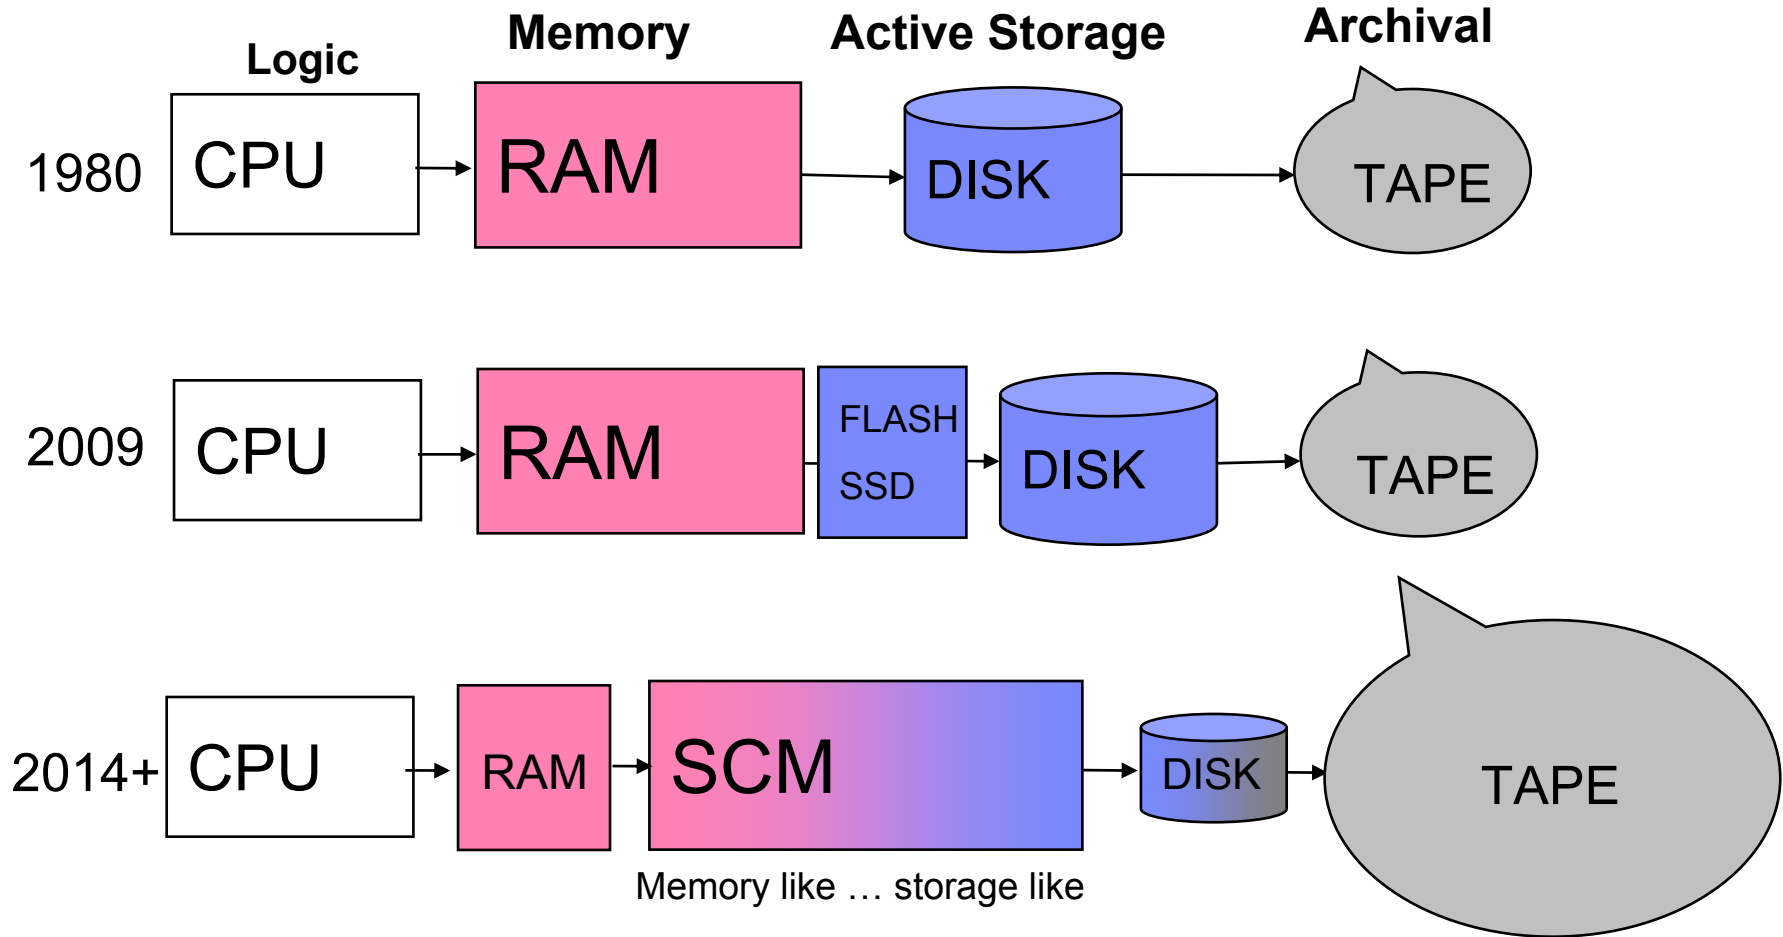 Logic
Memory
Active Storage
Archival
1980
CPU
RAM
DISK
TAPE
2009
CPU
RAM
FLASH
SSD
DISK
TAPE
2014+
CPU
RAM
SCM
DISK
TAPE
Memory like … storage like